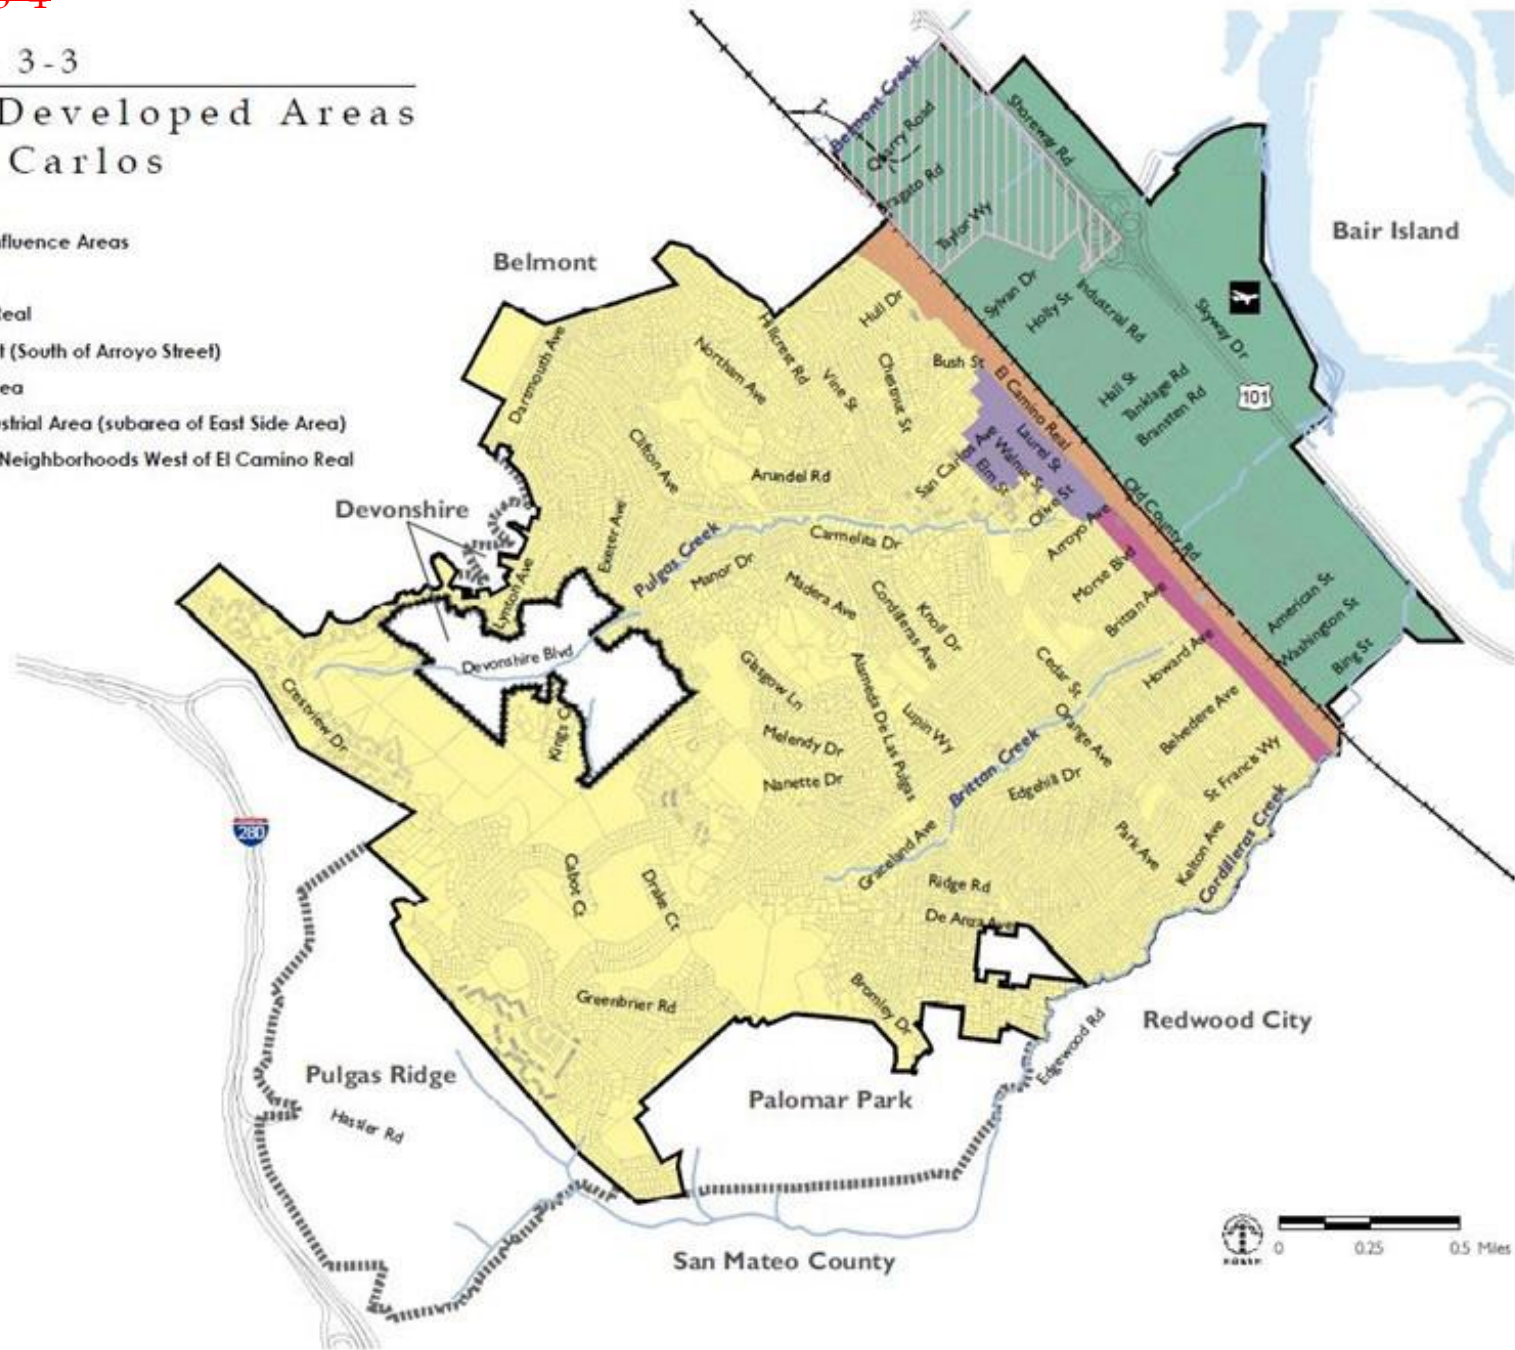 3-3
Developed Areas
Carlos
fluence Areas
Real
t (South of Arroyo Street)
ea
ustrial Area (subarea of East Side Area)
Neighborhoods West of El Camino Real
Belmont Creek
Quarry Road
Taylor Wy
Shoreway Rd
Bair Island
Belmont
Hull Dr
Sylvan Dr
Holly St
Industrial Rd
Skyway Dr
Dartsmouth Ave
Northam Ave
Hillcrest Rd
Vine St
Chestnut St
Bush St
El Camino Real
Hall St
Tanklage Rd
Bransten Rd
101
Clifton Ave
Arundel Rd
San Carlos Ave
Laurel St
Walnut St
Elm St
Olive St
Old County Rd
Devonshire
Exeter Ave
Pulgas Creek
Carmelita Dr
Arroyo Ave
Lynton Ave
Manor Dr
Madera Ave
Cordilleras Ave
Knoll Dr
Morse Blvd
Brittan Ave
American St
Washington St
Bing St
Devonshire Blvd
Glasgow Ln
Alameda De Las Pulgas
Cedar St
Howard Ave
Crestview Dr
Kings C
Melendy Dr
Lupin Wy
Orange Ave
Belvedere Ave
Nanette Dr
Britton Creek
Edgehill Dr
St Francis Wy
280
Cabot Ct
Drake Ct
Graceland Ave
Ridge Rd
Park Ave
Kelton Ave
Cordilleras Creek
De Anza Ave
Greenbrier Rd
Bromley Dr
Redwood City
Edgewood Rd
Pulgas Ridge
Hassler Rd
Palomar Park
San Mateo County
NORTH
0 0.25 0.5 Miles